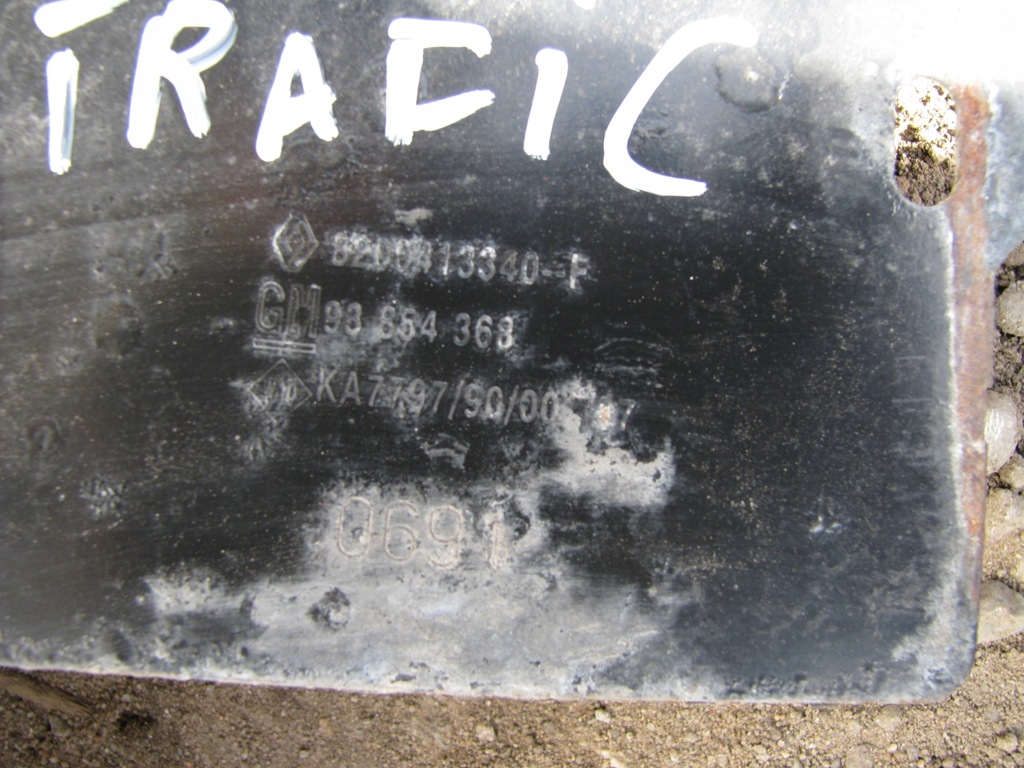 TRAFIC
8200413340--F
GM 93 854 368
KA7797/90/00
0691